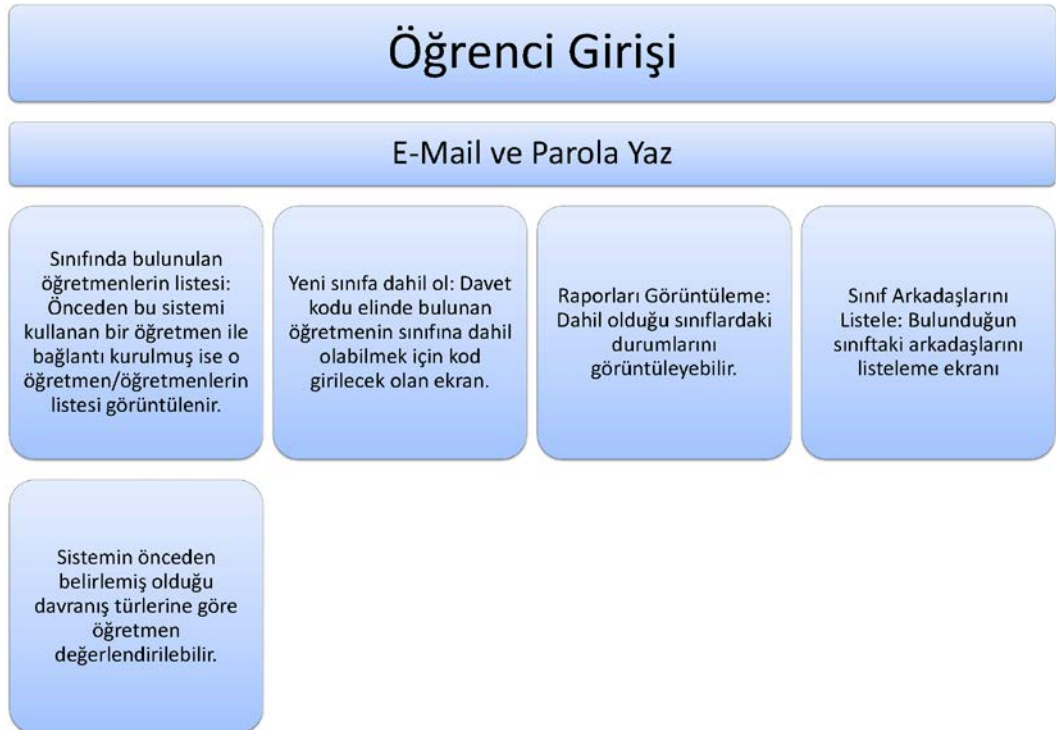 Öğrenci Girişi
E-Mail ve Parola Yaz
Sınıfında bulunulan
öğretmenlerin listesi:
Önceden bu sistemi
kullanan bir öğretmen ile
bağlantı kurulmuş ise o
öğretmen/öğretmenlerin
listesi görüntülenir.
Yeni sınıfa dahil ol: Davet
kodu elinde bulunan
öğretmenin sınıfına dahil
olabilmek için kod
girilecek olan ekran.
Raporları Görüntüleme:
Dahil olduğu sınıflardaki
durumlarını
görüntüleyebilir.
Sınıf Arkadaşlarını
Listele: Bulunduğun
sınıftaki arkadaşlarını
listeleme ekranı
Sistemin önceden
belirlemiş olduğu
davranış türlerine göre
öğretmen
değerlendirilebilir.